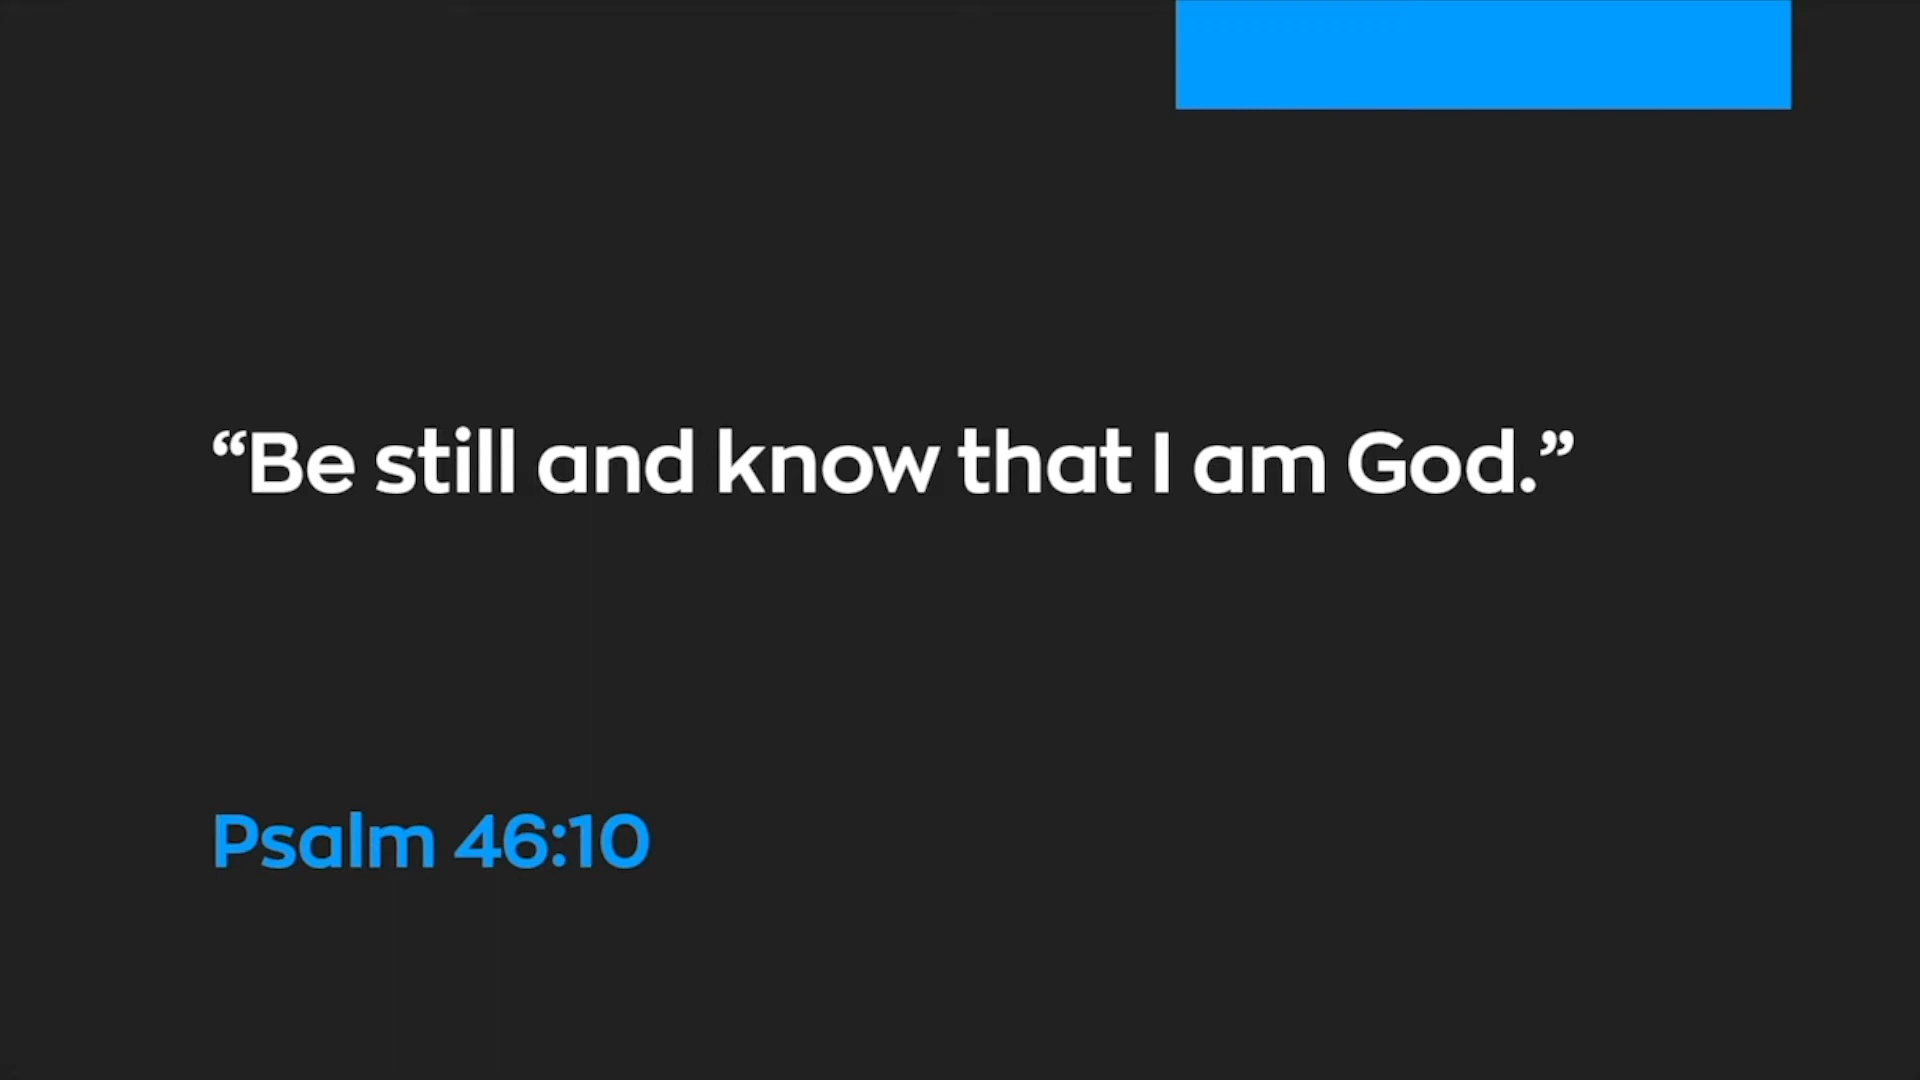 “Be still and know that I am God.”
Psalm 46:10